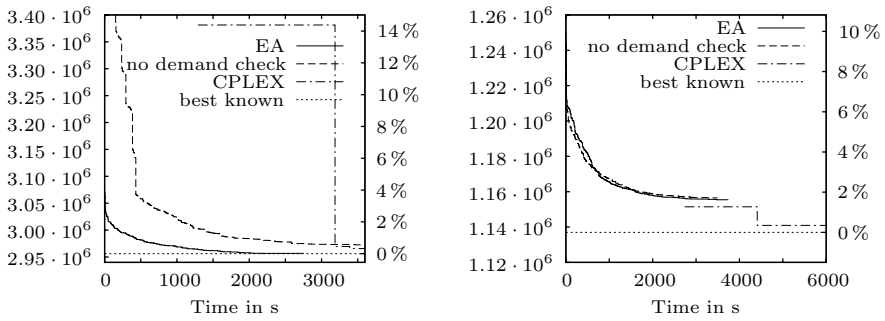 3.40 · 10^6
3.35 · 10^6
3.30 · 10^6
3.25 · 10^6
3.20 · 10^6
3.15 · 10^6
3.10 · 10^6
3.05 · 10^6
3.00 · 10^6
2.95 · 10^6
EA
no demand check
CPLEX
best known
14 %
12 %
10 %
8 %
6 %
4 %
2 %
0 %
0 1000 2000 3000
Time in s
1.26 · 10^6
1.24 · 10^6
1.22 · 10^6
1.20 · 10^6
1.18 · 10^6
1.16 · 10^6
1.14 · 10^6
1.12 · 10^6
EA
no demand check
CPLEX
best known
10 %
8 %
6 %
4 %
2 %
0 %
0 2000 4000 6000
Time in s